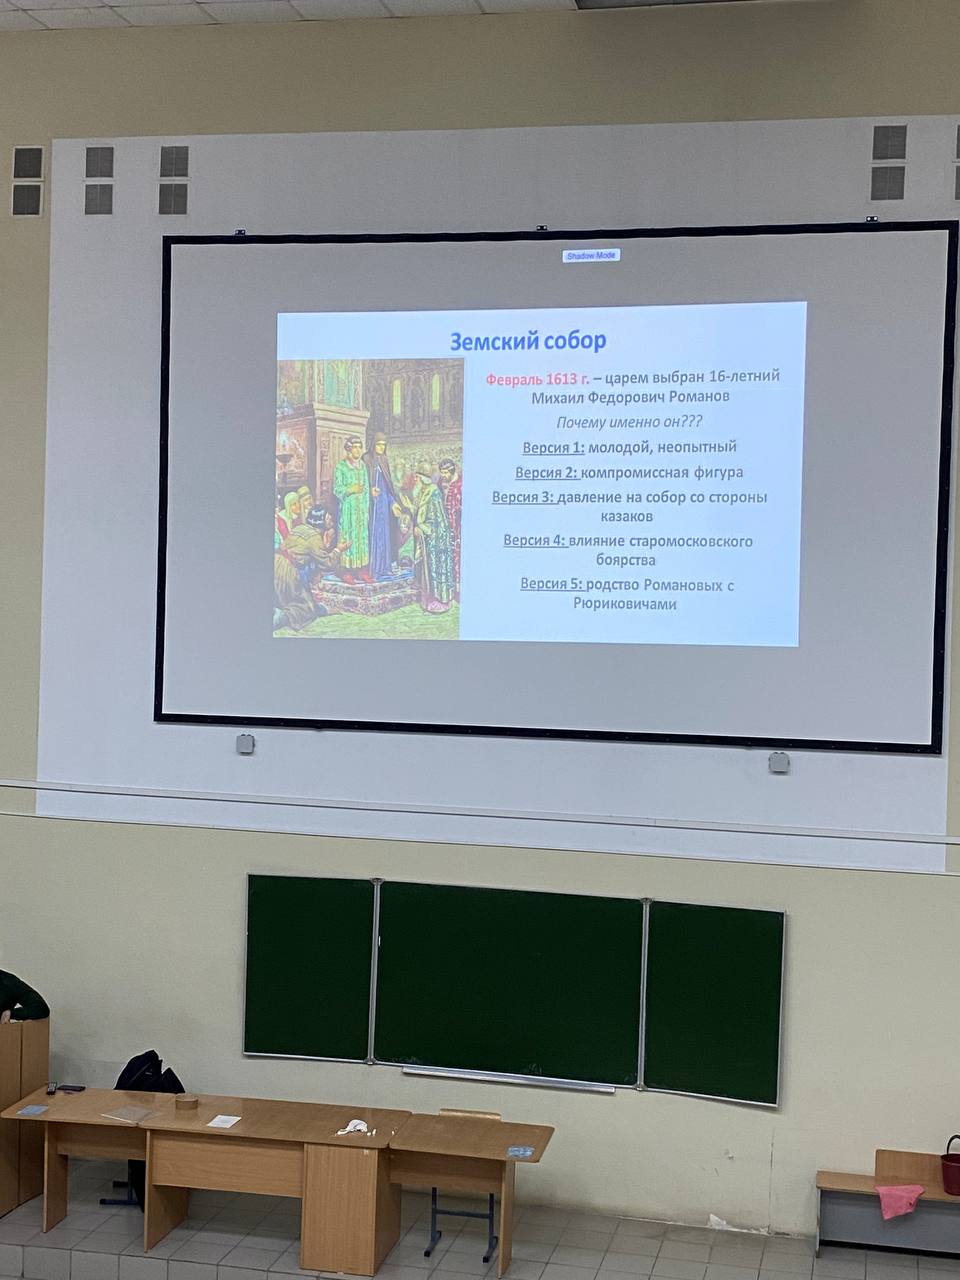 Shadow Mode
Земский собор
Февраль 1613 г. – царем выбран 16-летний
Михаил Федорович Романов
Почему именно он???
Версия 1: молодой, неопытный
Версия 2: компромиссная фигура
Версия 3: давление на собор со стороны
казаков
Версия 4: влияние старомосковского
боярства
Версия 5: родство Романовых с
Рюриковичами